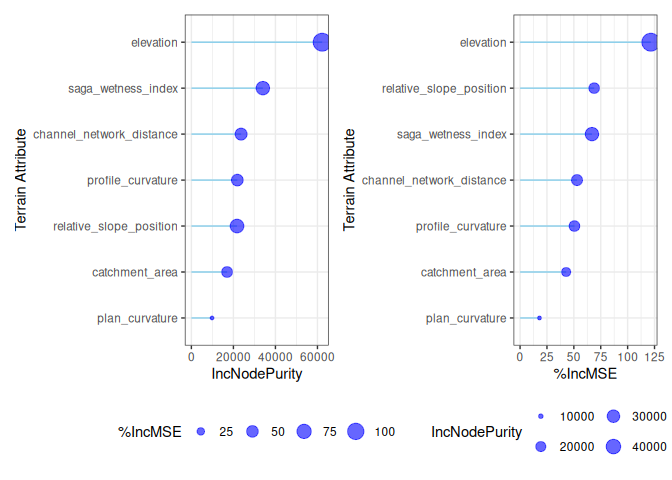 Terrain Attribute
elevation
saga_wetness_index
channel_network_distance
profile_curvature
relative_slope_position
catchment_area
plan_curvature
0 20000 40000 60000
IncNodePurity
Terrain Attribute
elevation
relative_slope_position
saga_wetness_index
channel_network_distance
profile_curvature
catchment_area
plan_curvature
0 25 50 75 100 125
%IncMSE
%IncMSE 25 50 75 100
IncNodePurity
10000 30000
20000 40000